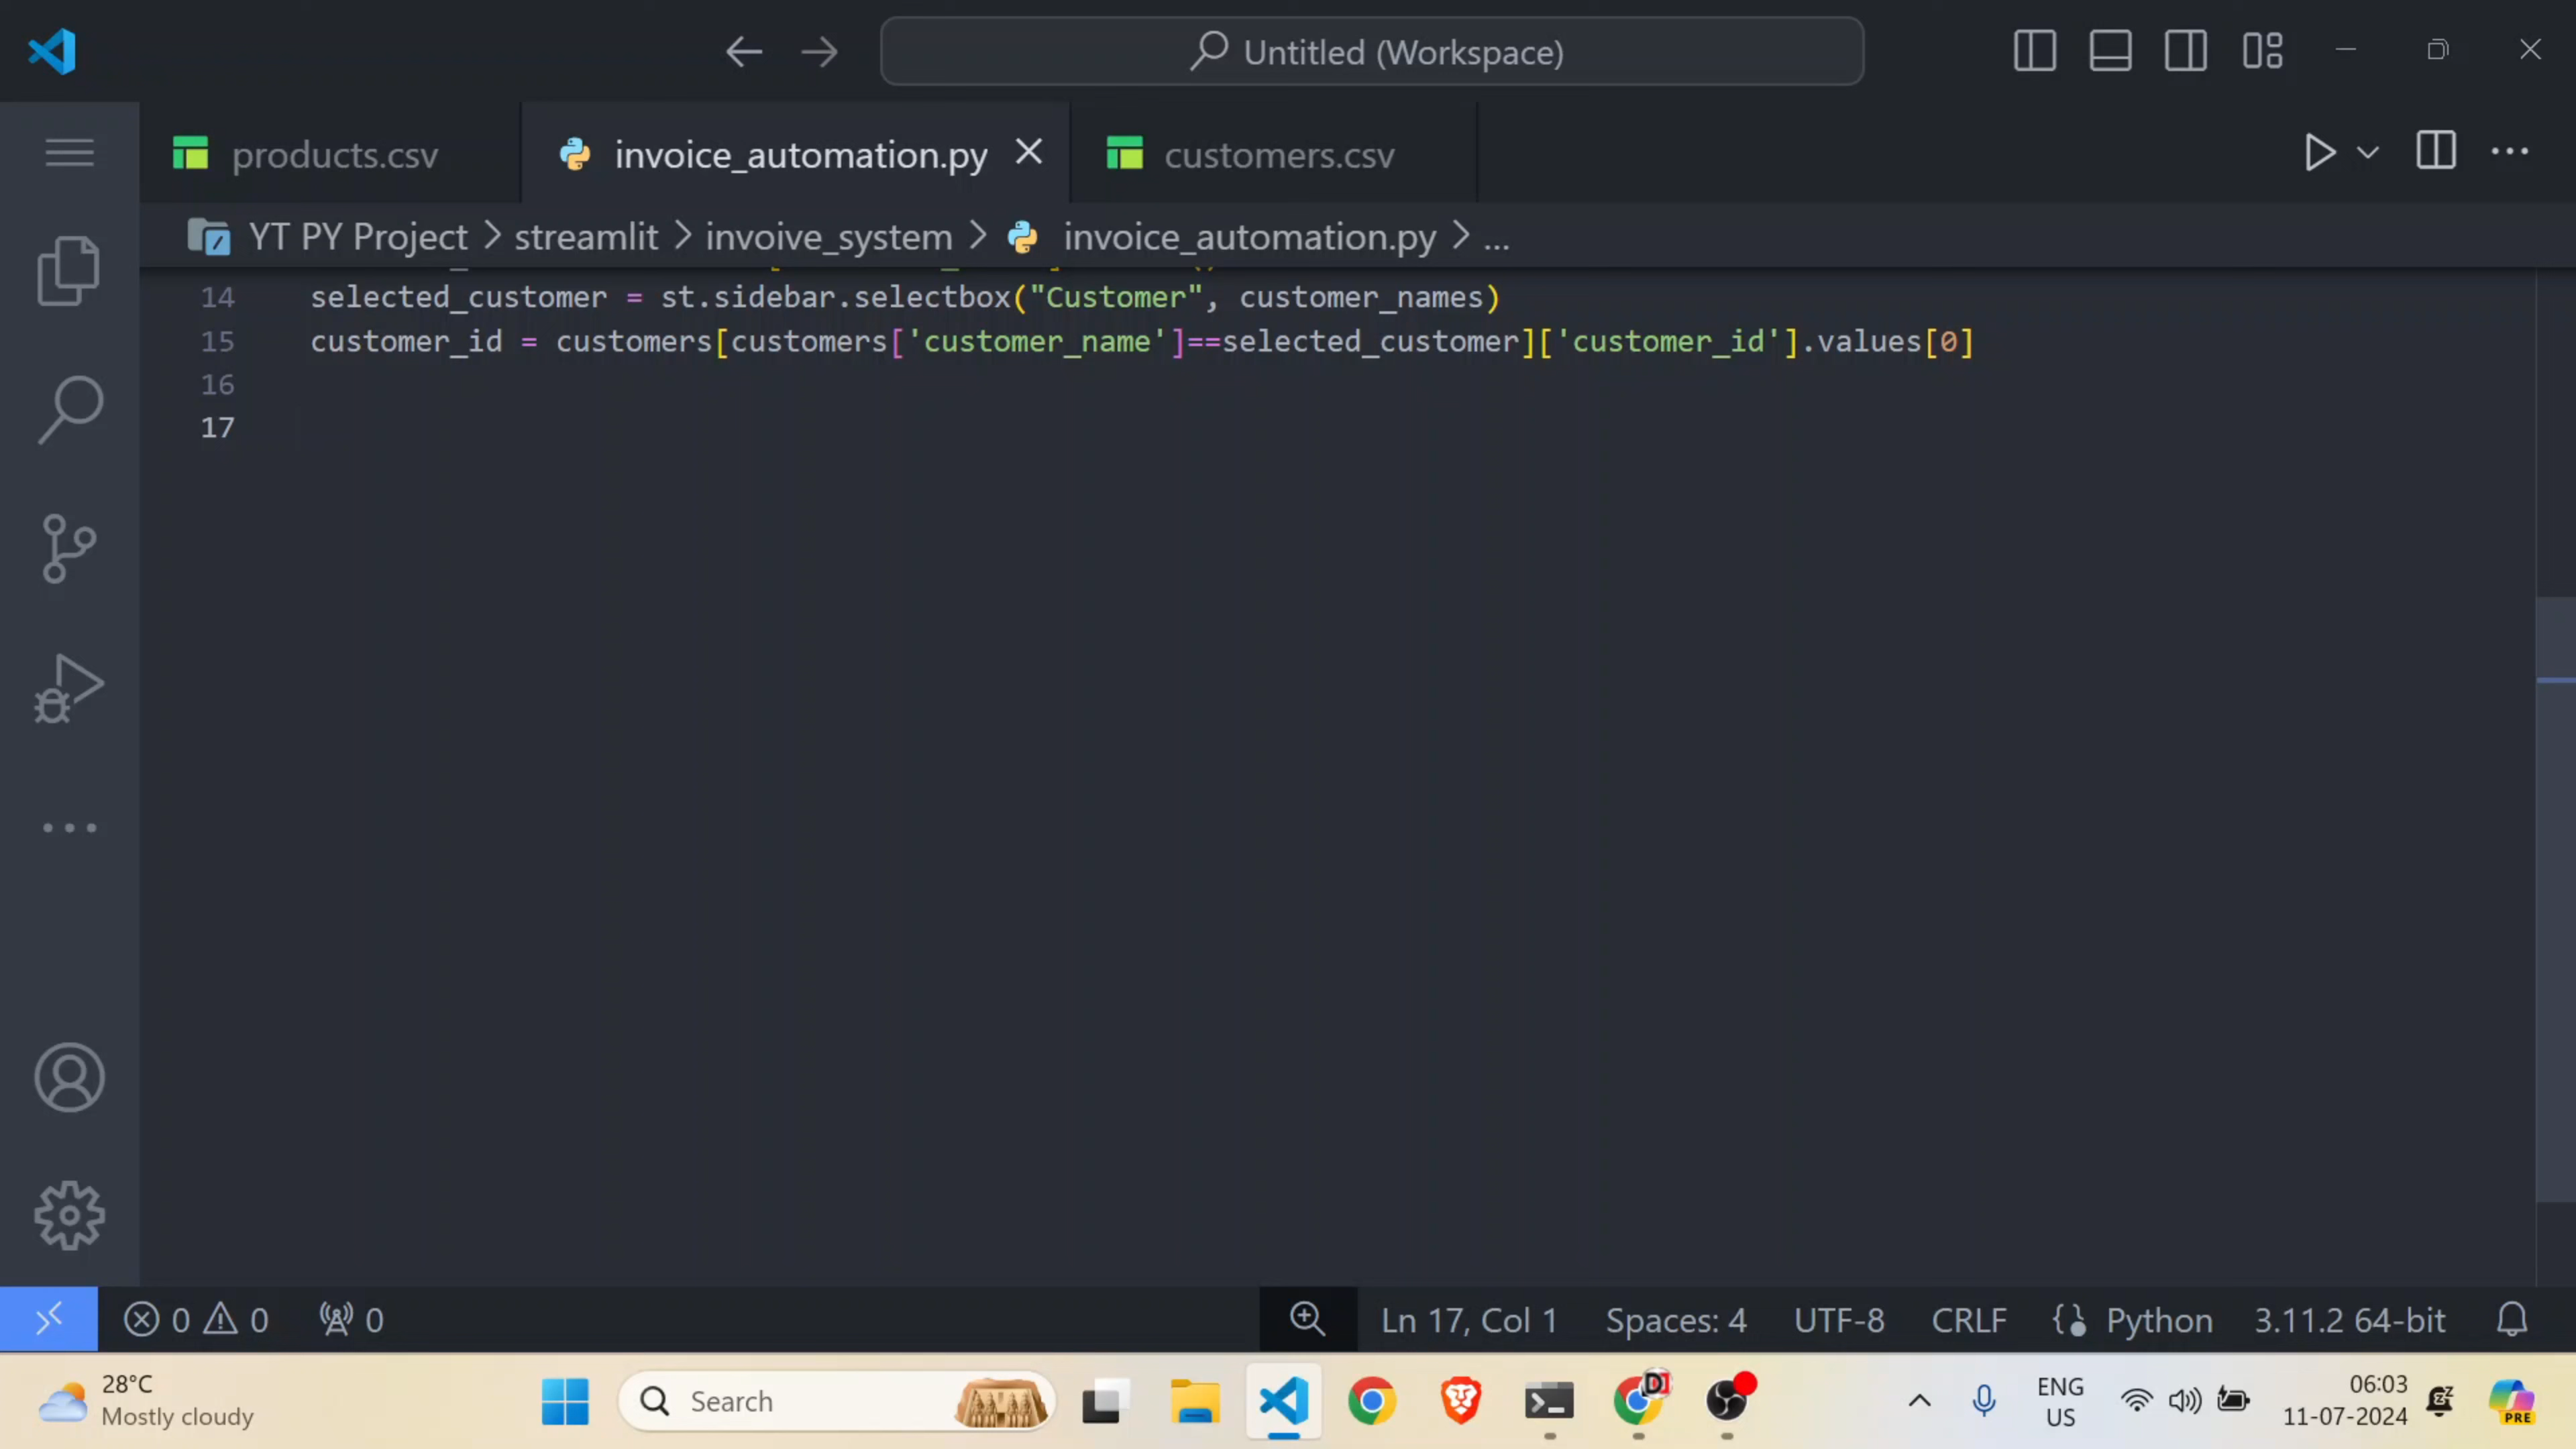 Untitled (Workspace)
products.csv
invoice_automation.py
customers.csv
YT PY Project > streamlit > invoive_system > invoice_automation.py > ...
14 selected_customer = st.sidebar.selectbox("Customer", customer_names)
15 customer_id = customers[customers['customer_name']==selected_customer]['customer_id'].values[0]
16
17
0 0 0
Ln 17, Col 1 Spaces: 4 UTF-8 CRLF Python 3.11.2 64-bit
28°C
Mostly cloudy
Search
ENG
US
06:03
11-07-2024
PRE